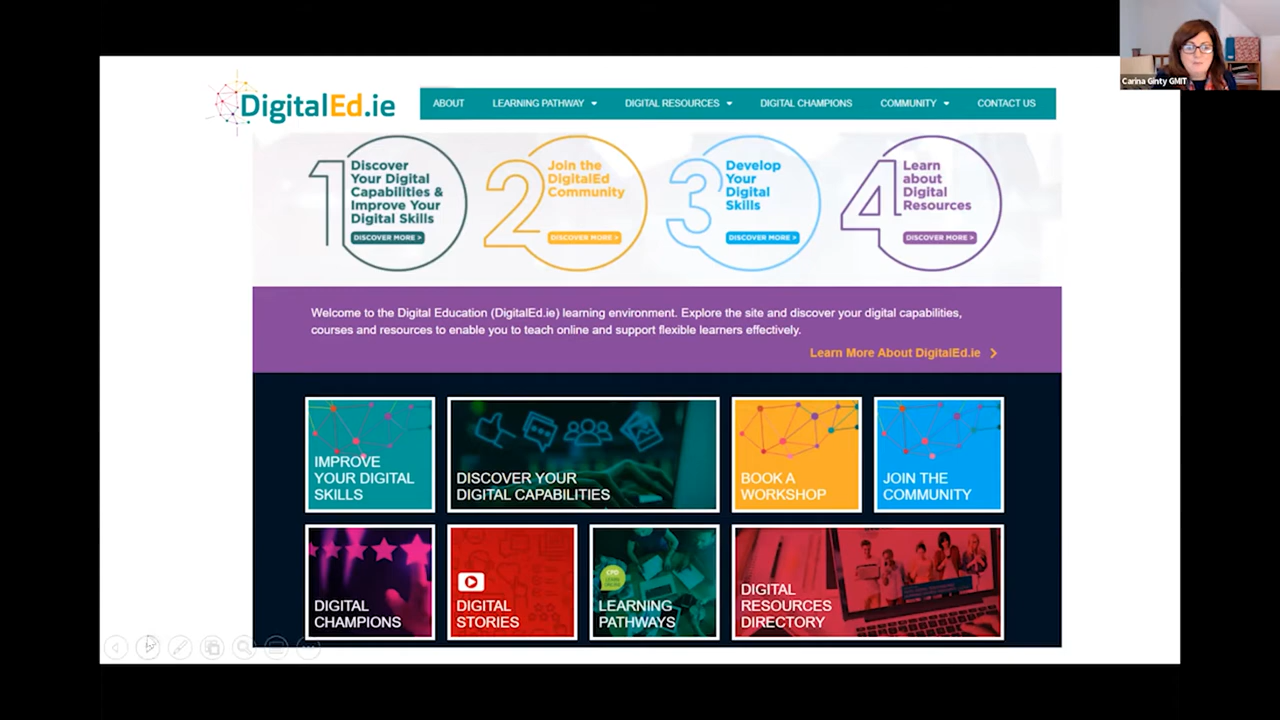 Carina Ginty GMIT
DigitalEd.ie
ABOUT
LEARNING PATHWAY
DIGITAL RESOURCES
DIGITAL CHAMPIONS
COMMUNITY
CONTACT US
1
Discover
Your Digital
Capabilities &
Improve Your
Digital Skills
DISCOVER MORE >
2
Join the
DigitalEd
Community
DISCOVER MORE >
3
Develop
Your
Digital
Skills
DISCOVER MORE >
4
Learn
about
Digital
Resources
DISCOVER MORE >
Welcome to the Digital Education (DigitalEd.ie) learning environment. Explore the site and discover your digital capabilities,
courses and resources to enable you to teach online and support flexible learners effectively.
Learn More About DigitalEd.ie
IMPROVE
YOUR DIGITAL
SKILLS
DISCOVER YOUR
DIGITAL CAPABILITIES
BOOK A
WORKSHOP
JOIN THE
COMMUNITY
DIGITAL
CHAMPIONS
DIGITAL
STORIES
CPD
LEARN
ONLINE
LEARNING
PATHWAYS
DIGITAL
RESOURCES
DIRECTORY